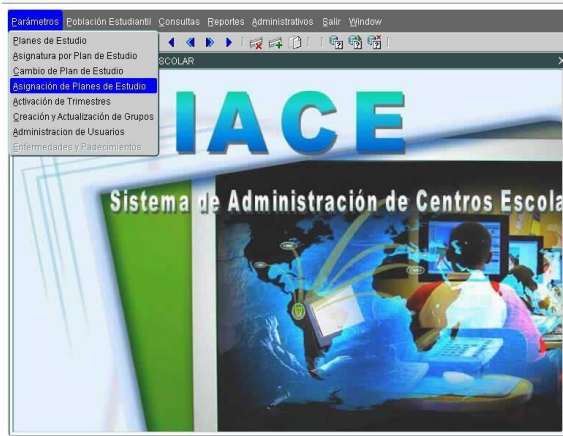 Parámetros Población Estudiantil Consultas Reportes Administrativos Salir Window
Planes de Estudio
Asignatura por Plan de Estudio
Cambio de Plan de Estudio
Asignación de Planes de Estudio
Activación de Trimestres
Creación y Actualización de Grupos
Administracion de Usuarios
Enfermedades y Padecimientos
SCOLAR
IACE
Sistema de Administración de Centros Escola